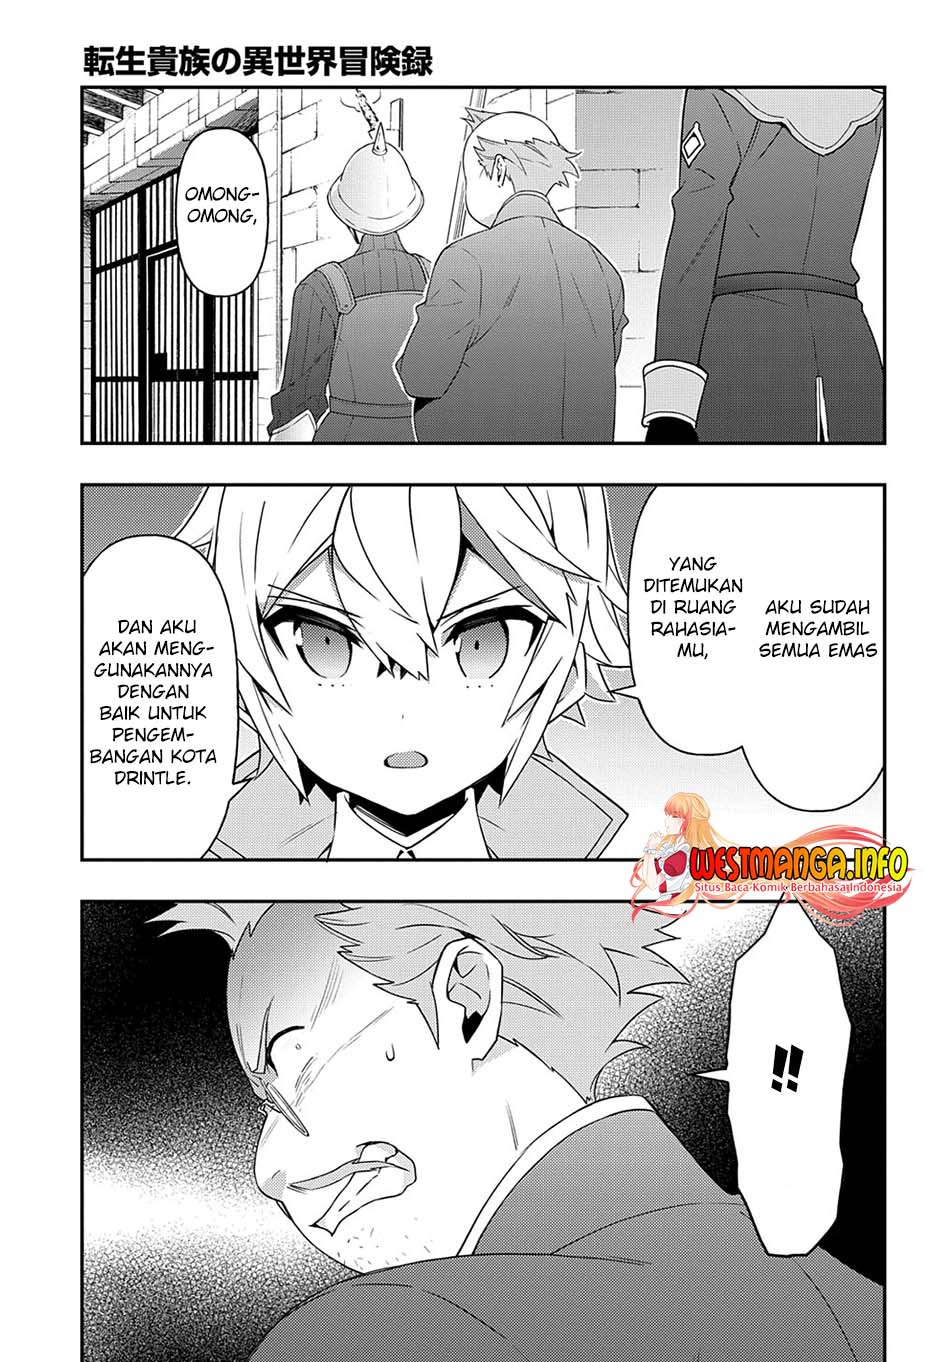 転生貴族の異世界冒険録
OMONG-
OMONG,
AKU SUDAH
MENGAMBIL
SEMUA EMAS
YANG
DITEMUKAN
DI RUANG
RAHASIA-
MU,
DAN AKU
AKAN MENG-
GUNAKANNYA
DENGAN
BAIK UNTUK
PENGEM-
BANGAN KOTA
DRINTLE.
WESTMANGA.INFO
Situs Baca Komik Berbahasa Indonesia
!!